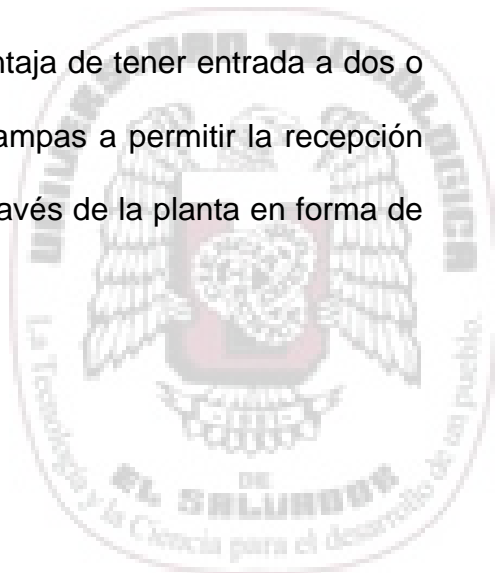 ntaja de tener entrada a dos o
ampas a permitir la recepción
avés de la planta en forma de
UNIVERSIDAD TECNOLOGICA
DE
EL SALVADOR
La Tecnología y la Ciencia para el desarrollo de un pueblo.